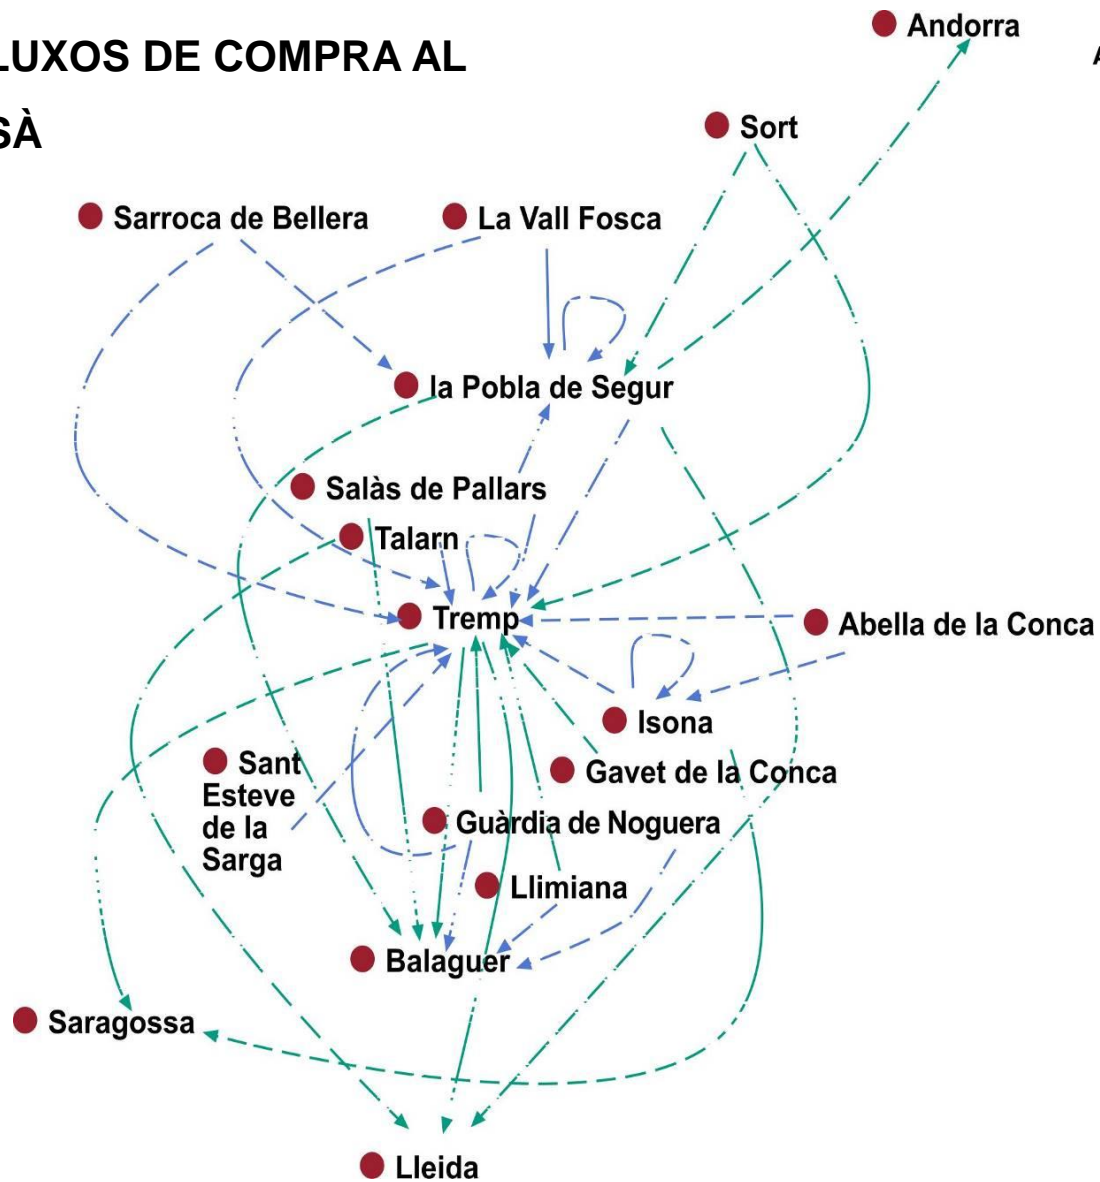 LUXOS DE COMPRA AL
SÀ
A
Andorra
Sort
Sarroca de Bellera
La Vall Fosca
la Pobla de Segur
Salàs de Pallars
Talarn
Tremp
Abella de la Conca
Isona
Sant
Esteve
de la
Sarga
Gavet de la Conca
Guàrdia de Noguera
Llimiana
Balaguer
Saragossa
Lleida